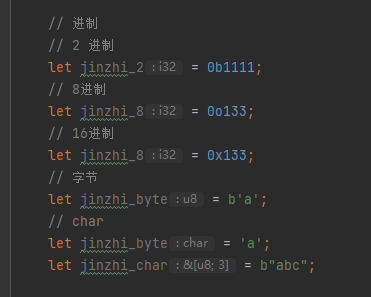 // 进制
// 2 进制
let jinzhi_2: i32 = 0b1111;
// 8进制
let jinzhi_8: i32 = 0o133;
// 16进制
let jinzhi_8: i32 = 0x133;
// 字节
let jinzhi_byte: u8 = b'a';
// char
let jinzhi_byte: char = 'a';
let jinzhi_char: &[u8; 3] = b"abc";